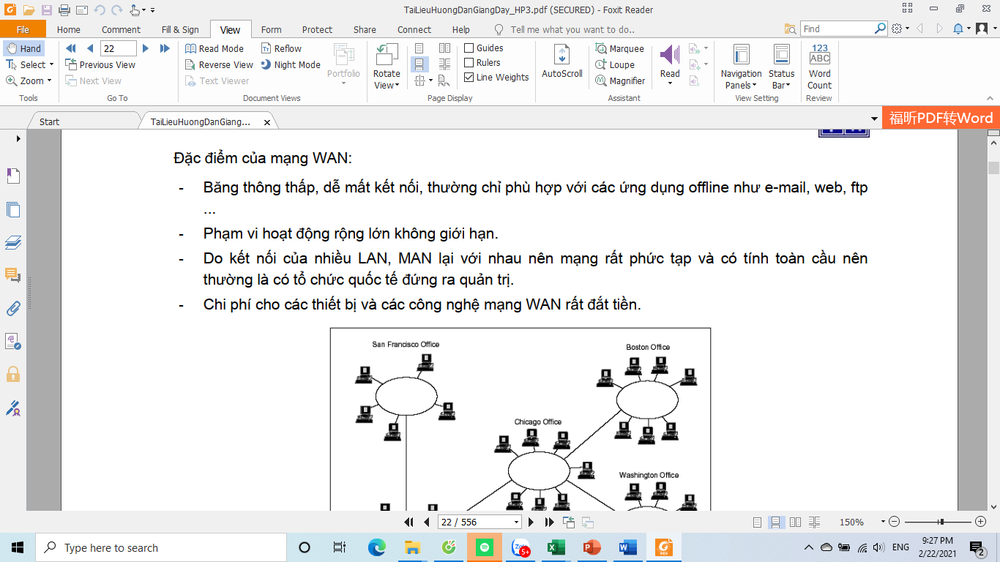 TaiLieuHuongDanGiangDay_HP3.pdf (SECURED) - Foxit Reader
File Home Comment Fill & Sign View Form Protect Share Connect Help Tell me what you want to do.. Find
Hand 22 Read Mode Reflow Guides Marquee 123
Select Previous View Reverse View Night Mode Portfolio Rotate View Rulers AutoScroll Loupe Read Navigation Panels Status Bar ABC Word Count
Zoom Next View Text Viewer Line Weights Magnifier
Tools Go To Document Views Page Display Assistant View Setting Review
Start TaiLieuHuongDanGiang... 福昕PDF转Word
Đặc điểm của mạng WAN:
- Băng thông thấp, dễ mất kết nối, thường chỉ phù hợp với các ứng dụng offline như e-mail, web, ftp
...
- Phạm vi hoạt động rộng lớn không giới hạn.
- Do kết nối của nhiều LAN, MAN lại với nhau nên mạng rất phức tạp và có tính toàn cầu nên
thường là có tổ chức quốc tế đứng ra quản trị.
- Chi phí cho các thiết bị và các công nghệ mạng WAN rất đắt tiền.
San Francisco Office
Boston Office
Chicago Office
Washington Office
22 / 556 150%
Type here to search Zalo 5+ ENG 9:27 PM
2/22/2021 2